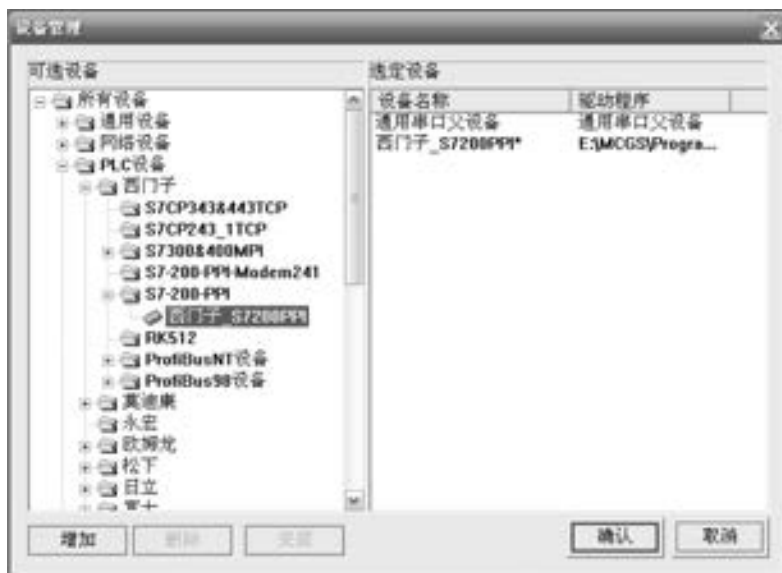 设备管理
可选设备
选定设备
所有设备
通用设备
网络设备
PLC设备
西门子
S7CP343&443TCP
S7CP243_1TCP
S7300&400MPI
S7-200-PPI-Modem241
S7-200-PPI
西门子_S7200PPI
RK512
ProfiBusNT设备
ProfiBus98设备
莫迪康
永宏
欧姆龙
松下
日立
富士
设备名称 驱动程序
通用串口父设备 通用串口父设备
西门子_S7200PPI* E:\MCGS\Progra...
增加 删除 安装 确认 取消